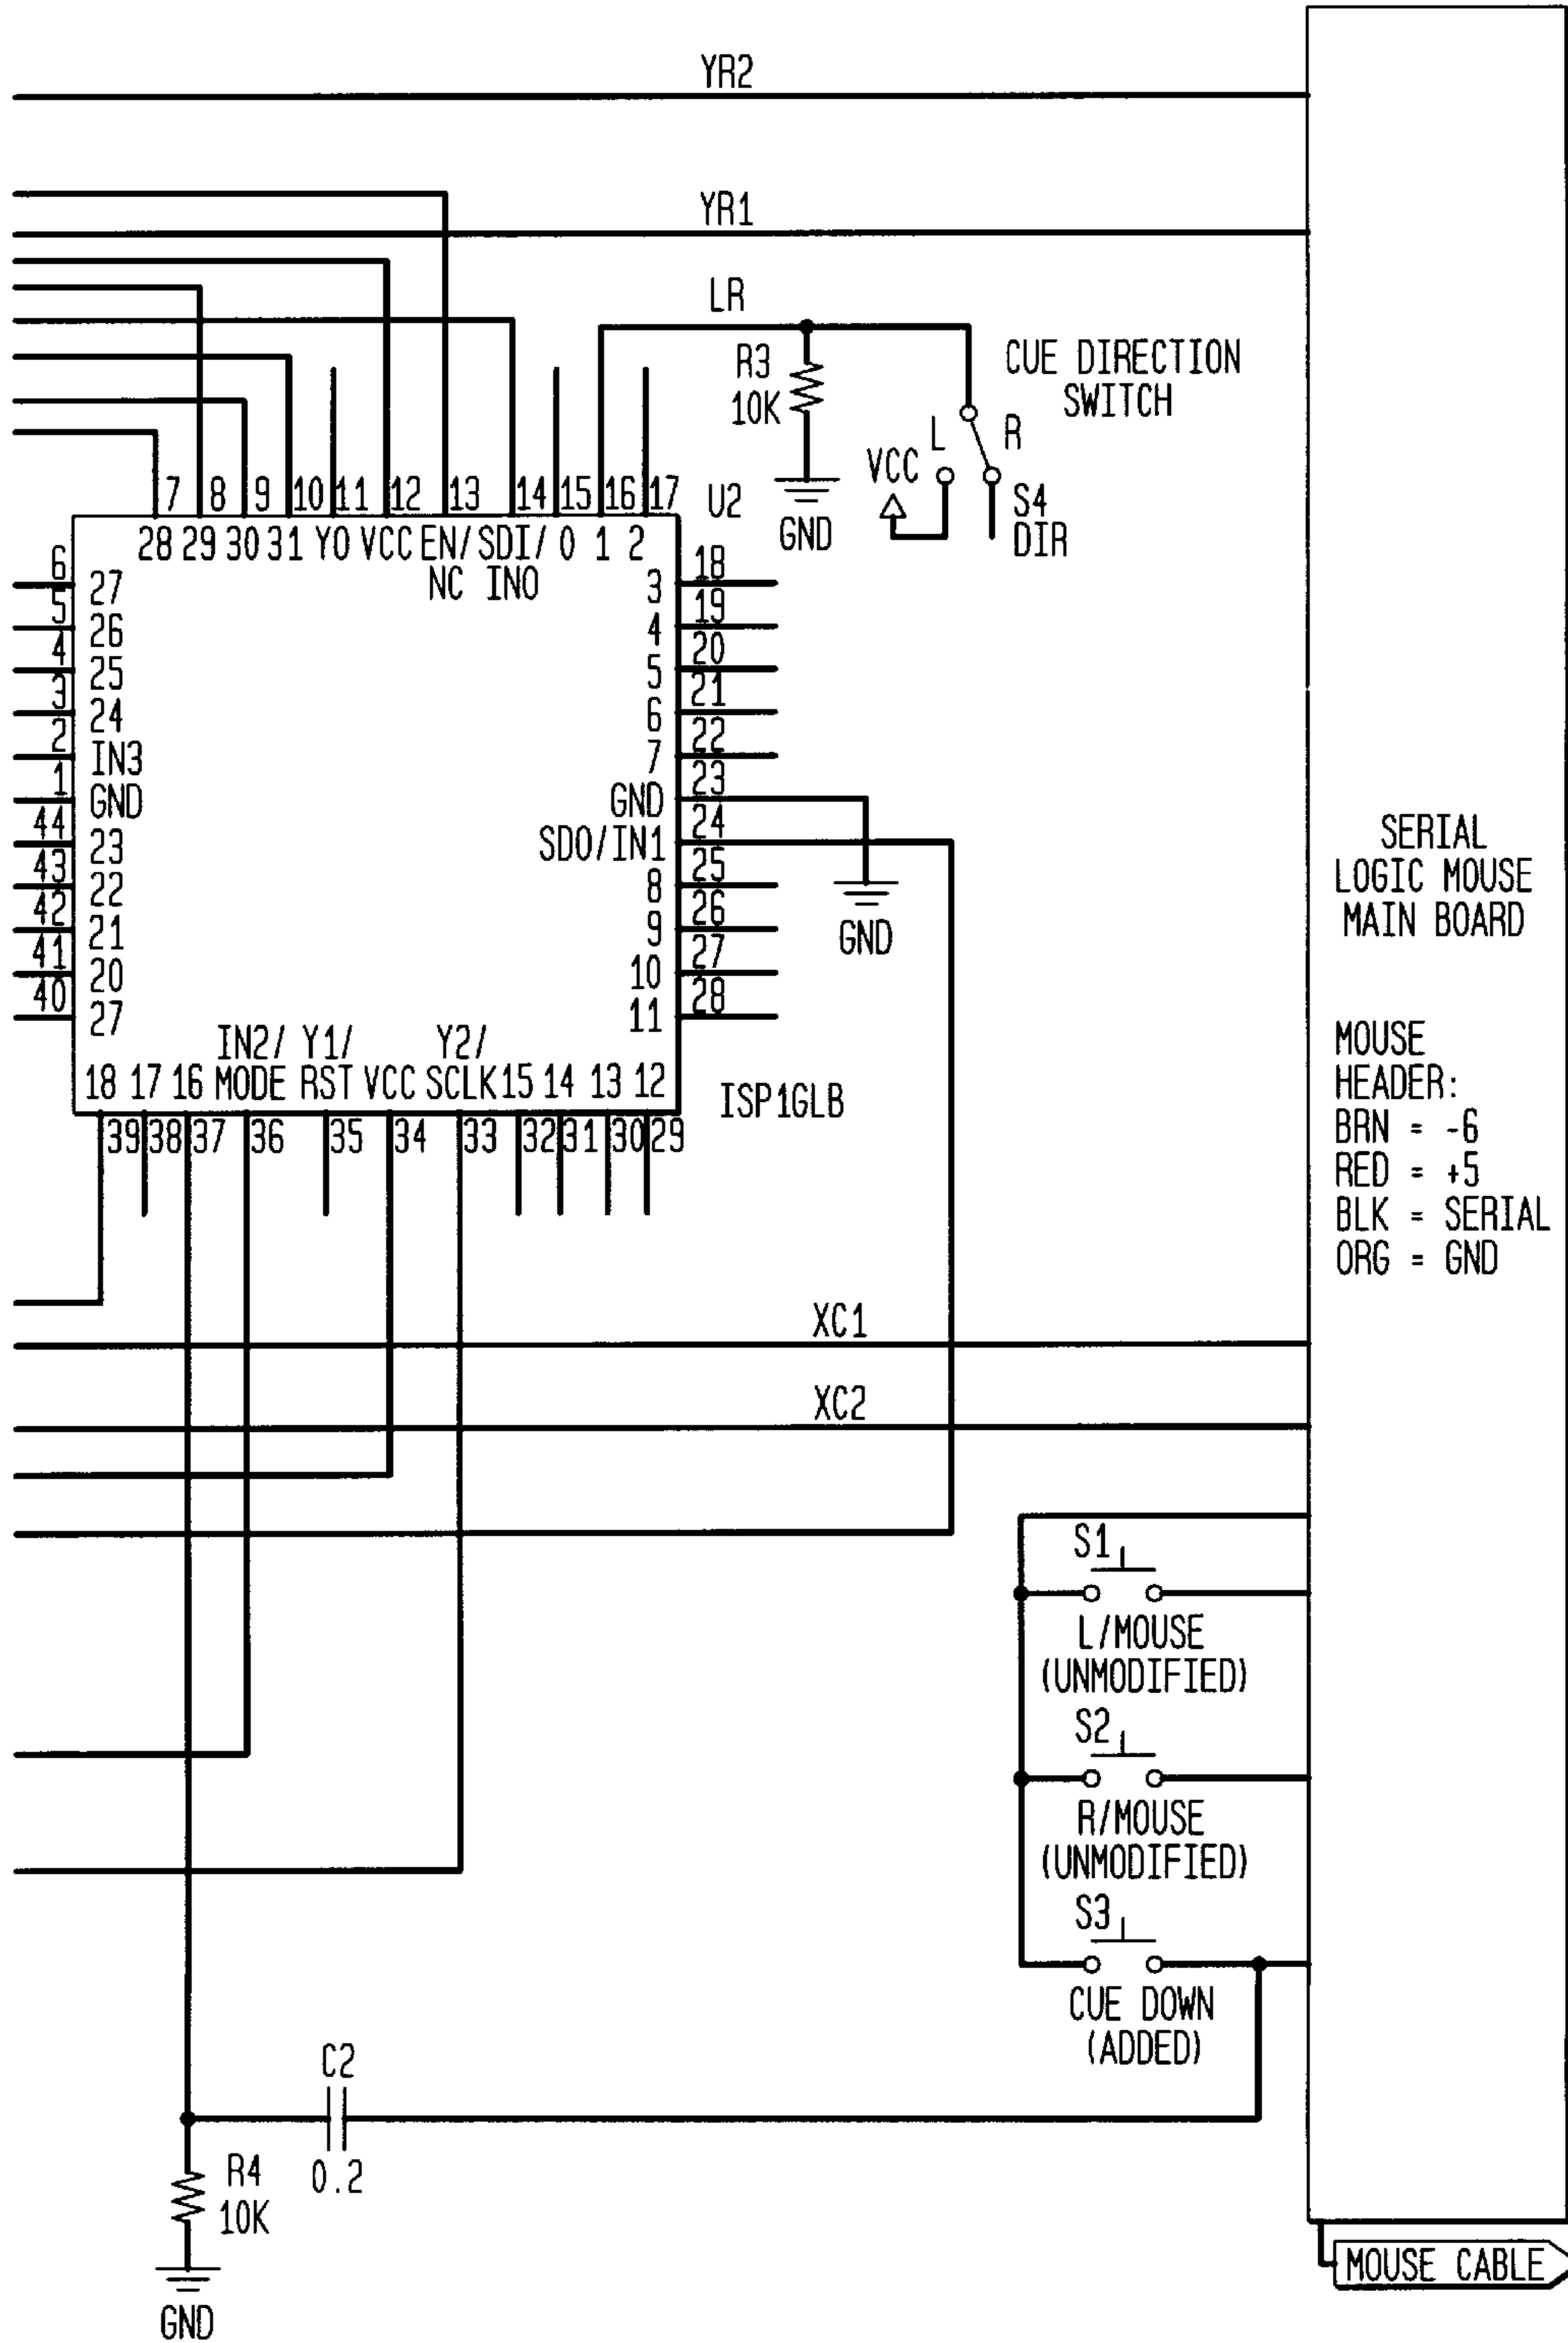 YR2
YR1
LR
R3
10K
GND
CUE DIRECTION
SWITCH
L
R
VCC
S4
DIR
7 8 9 10 11 12 13 14 15 16 17
U2
28 29 30 31 Y0 VCC EN/ SDI/ 0 1 2
NC IN0
6 27
5 26
4 25
3 24
2 IN3
1 GND
44 23
43 22
42 21
41 20
40 27
3 18
4 19
5 20
6 21
7 22
GND 23
SDO/IN1 24
8 25
9 26
10 27
11 28
GND
IN2/ Y1/ Y2/
18 17 16 MODE RST VCC SCLK 15 14 13 12
39 38 37 36 35 34 33 32 31 30 29
ISP1GLB
SERIAL
LOGIC MOUSE
MAIN BOARD
MOUSE
HEADER:
BRN = -6
RED = +5
BLK = SERIAL
ORG = GND
XC1
XC2
S1
L/MOUSE
(UNMODIFIED)
S2
R/MOUSE
(UNMODIFIED)
S3
CUE DOWN
(ADDED)
C2
0.2
R4
10K
GND
MOUSE CABLE